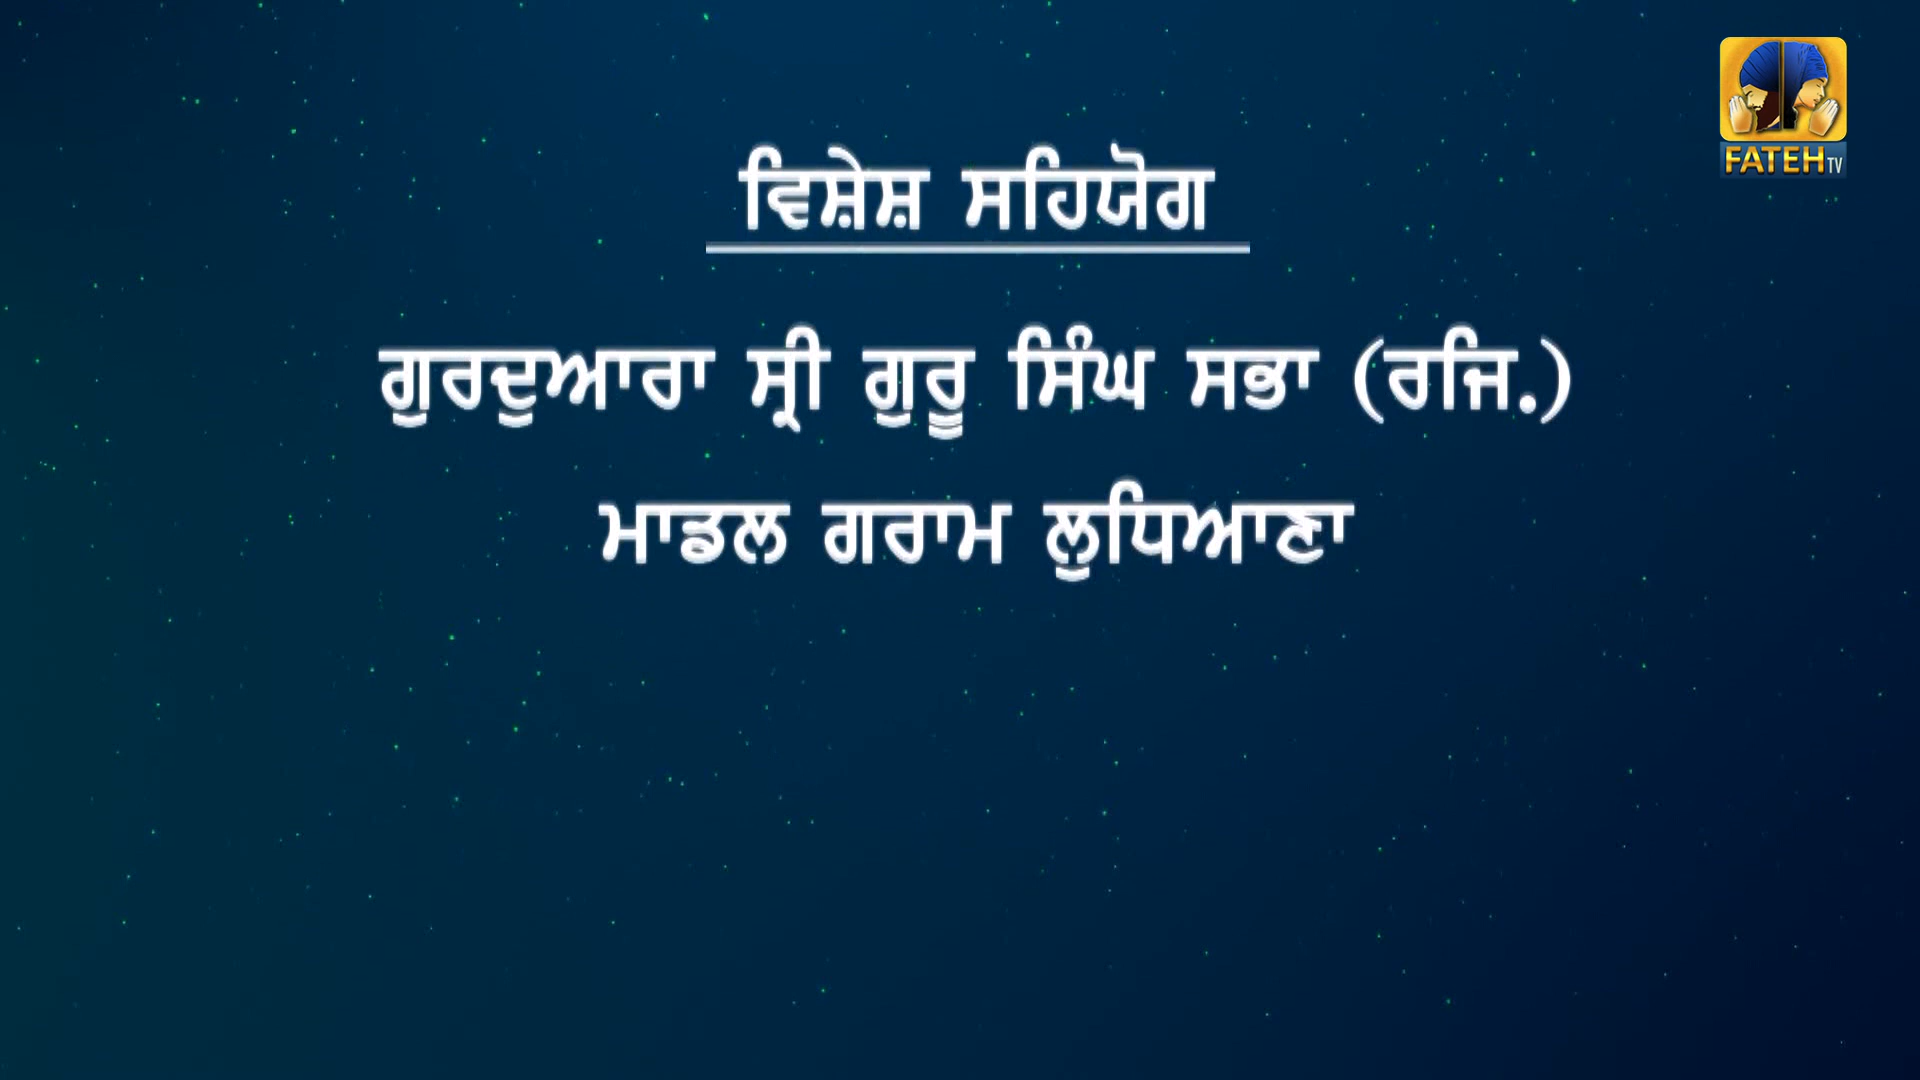 FATEH TV
ਵਿਸ਼ੇਸ਼ ਸਹਿਯੋਗ
ਗੁਰਦੁਆਰਾ ਸ੍ਰੀ ਗੁਰੂ ਸਿੰਘ ਸਭਾ (ਰਜਿ.)
ਮਾਡਲ ਗਰਾਮ ਲੁਧਿਆਣਾ